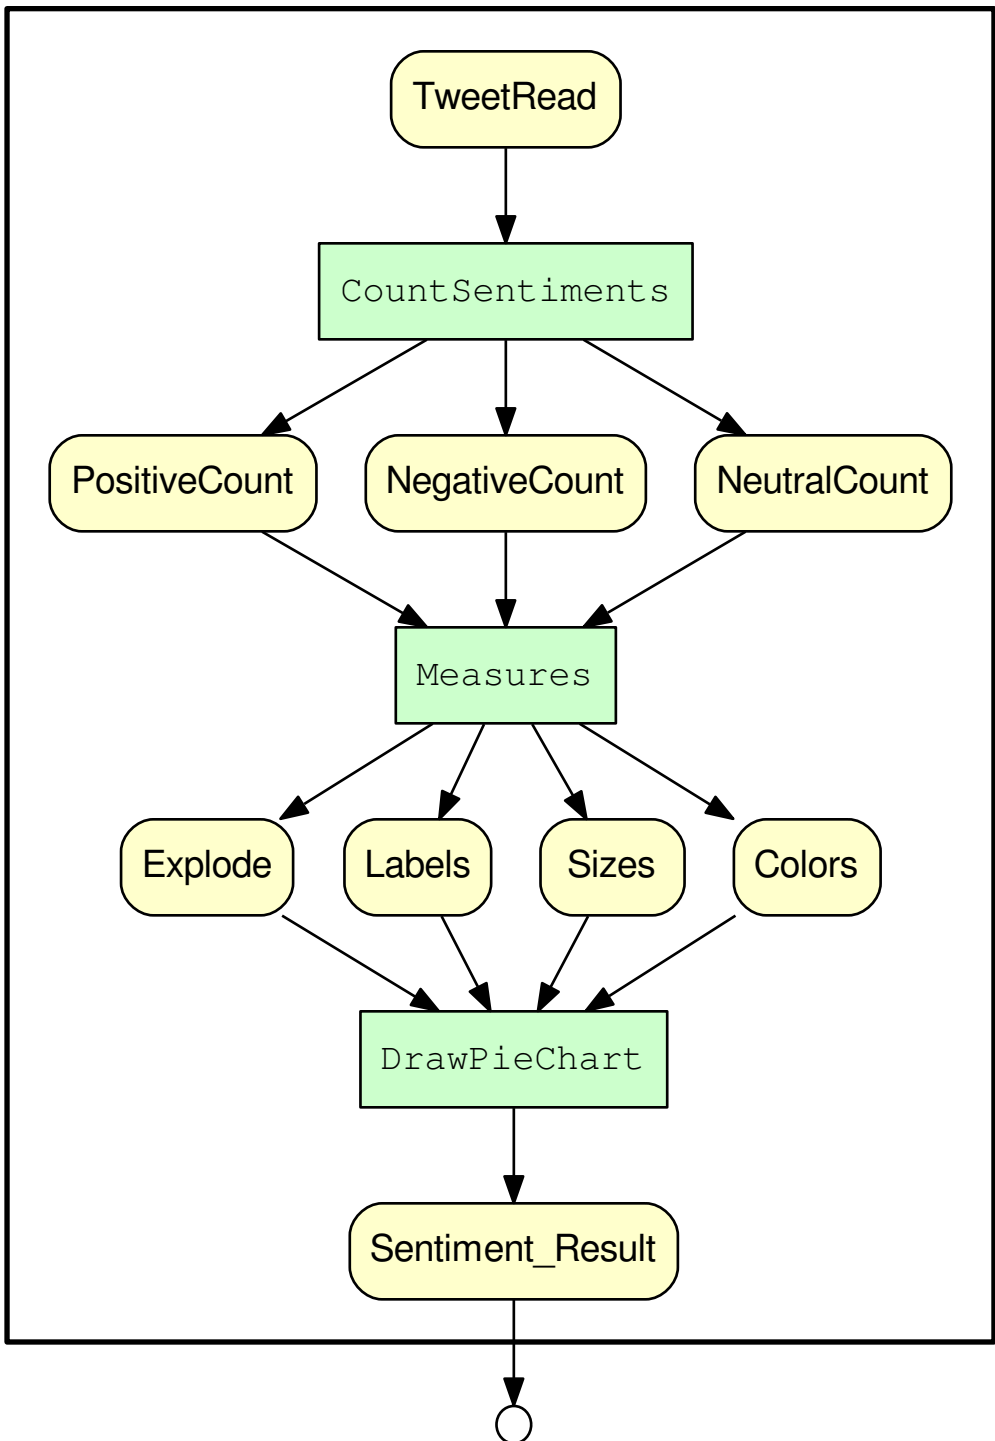 TweetRead
CountSentiments
PositiveCount
NegativeCount
NeutralCount
Measures
Explode
Labels
Sizes
Colors
DrawPieChart
Sentiment_Result